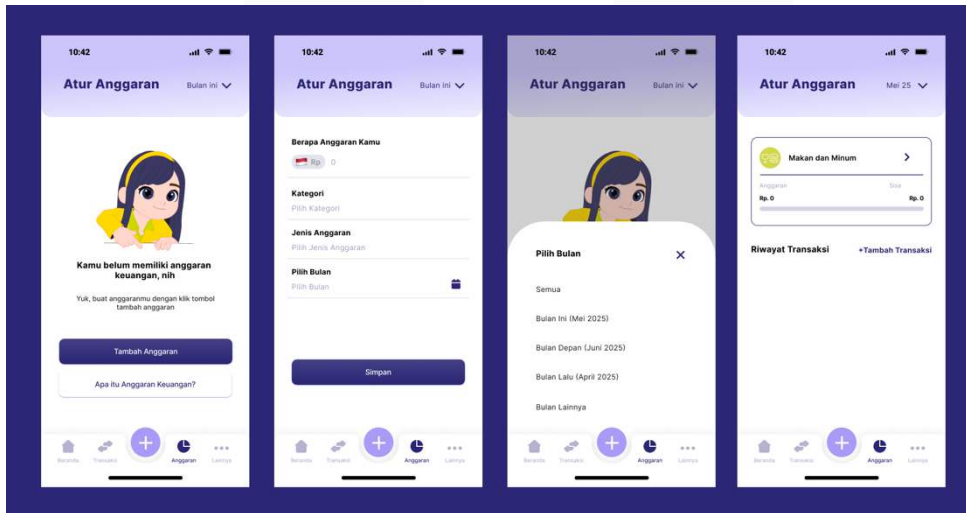 10:42
Atur Anggaran
Bulan ini
Kamu belum memiliki anggaran
keuangan, nih
Yuk, buat anggaranmu dengan klik tombol
tambah anggaran
Tambah Anggaran
Apa itu Anggaran Keuangan?
Beranda
Transaksi
Anggaran
Lainnya
10:42
Atur Anggaran
Bulan ini
Berapa Anggaran Kamu
Rp 0
Kategori
Pilih Kategori
Jenis Anggaran
Pilih Jenis Anggaran
Pilih Bulan
Pilih Bulan
Simpan
Beranda
Transaksi
Anggaran
Lainnya
10:42
Atur Anggaran
Bulan ini
Pilih Bulan
Semua
Bulan Ini (Mei 2025)
Bulan Depan (Juni 2025)
Bulan Lalu (April 2025)
Bulan Lainnya
Beranda
Transaksi
Anggaran
Lainnya
10:42
Atur Anggaran
Mei 25
Makan dan Minum
Anggaran
Sisa
Rp. 0
Rp. 0
Riwayat Transaksi
+Tambah Transaksi
Beranda
Transaksi
Anggaran
Lainnya